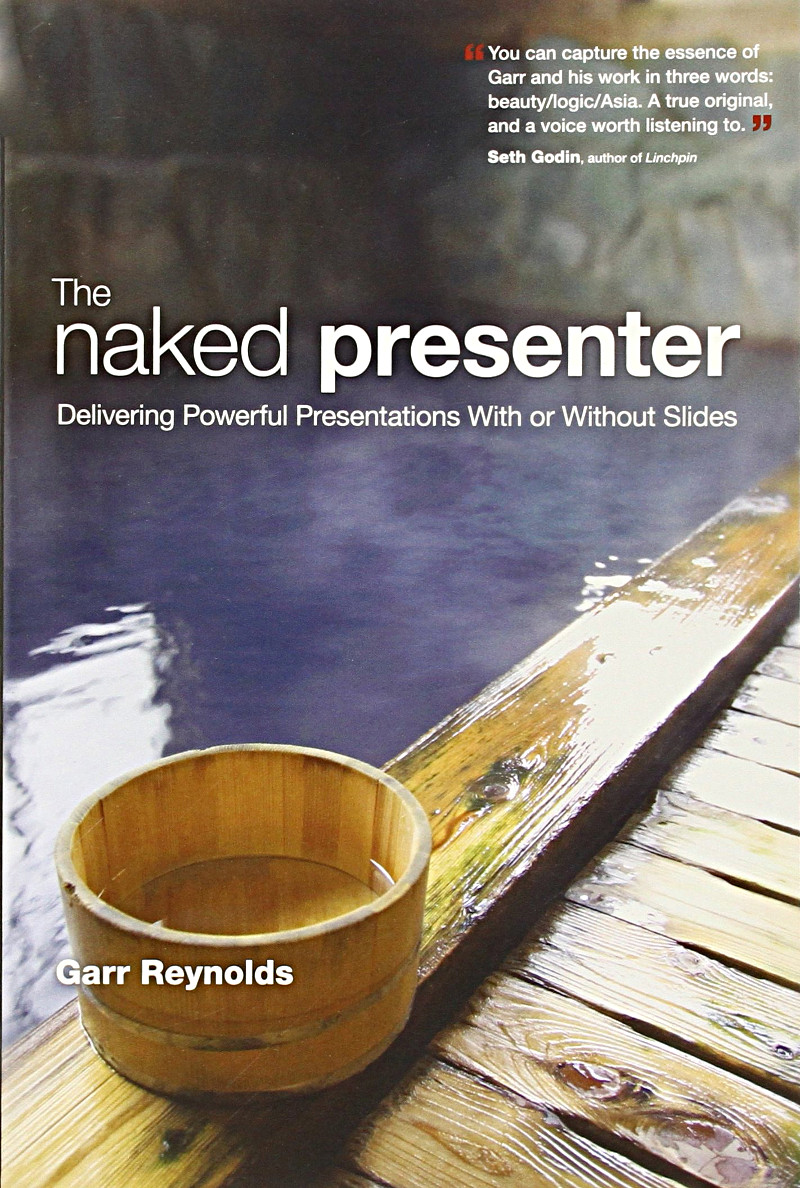 “You can capture the essence of
Garr and his work in three words:
beauty/logic/Asia. A true original,
and a voice worth listening to.”
Seth Godin, author of Linchpin
The
naked presenter
Delivering Powerful Presentations With or Without Slides
Garr Reynolds